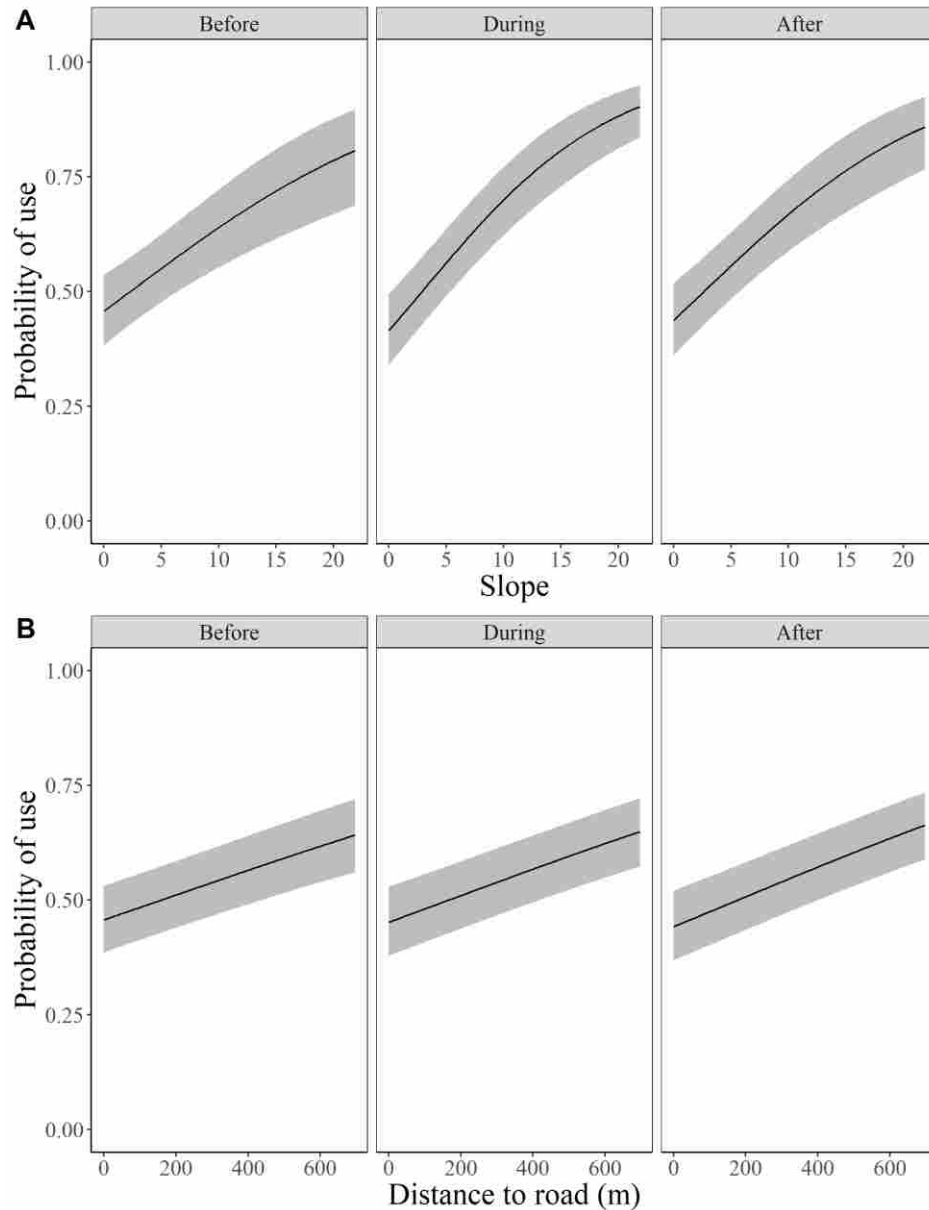 A
Before During After
Probability of use
1.00
0.75
0.50
0.25
0.00
0 5 10 15 20 0 5 10 15 20 0 5 10 15 20
Slope
B
Before During After
Probability of use
1.00
0.75
0.50
0.25
0.00
0 200 400 600 0 200 400 600 0 200 400 600
Distance to road (m)